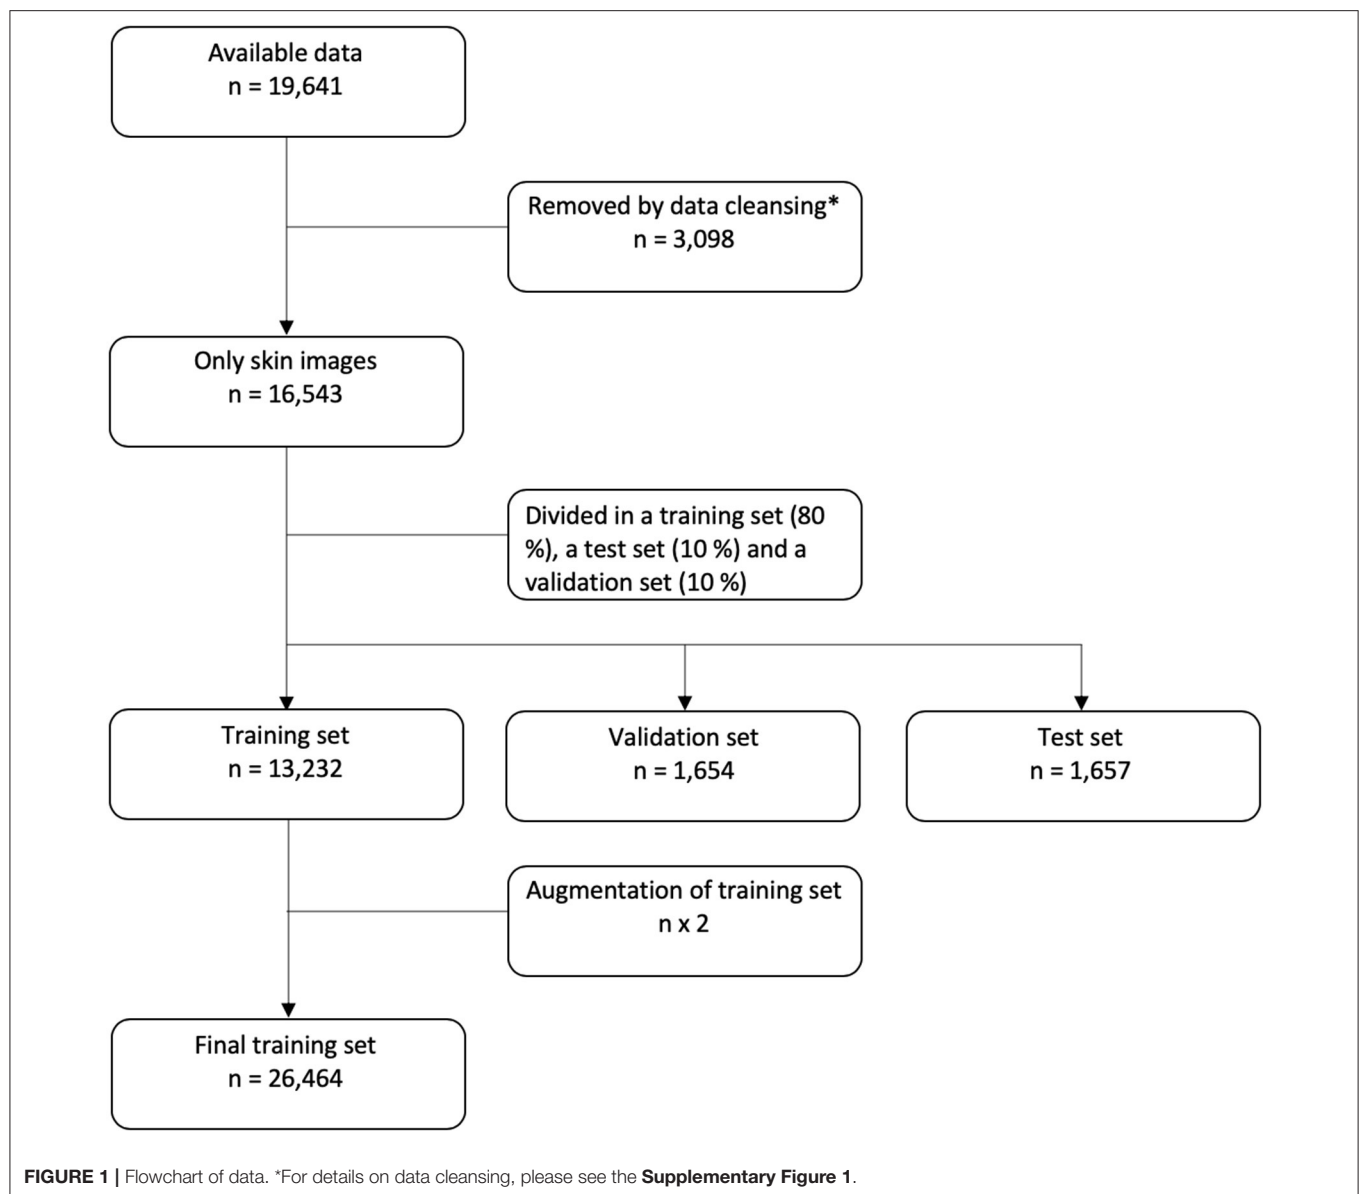 Available data
n = 19,641
Removed by data cleansing*
n = 3,098
Only skin images
n = 16,543
Divided in a training set (80
%), a test set (10 %) and a
validation set (10 %)
Training set
n = 13,232
Validation set
n = 1,654
Test set
n = 1,657
Augmentation of training set
n x 2
Final training set
n = 26,464
FIGURE 1 | Flowchart of data. *For details on data cleansing, please see the Supplementary Figure 1.